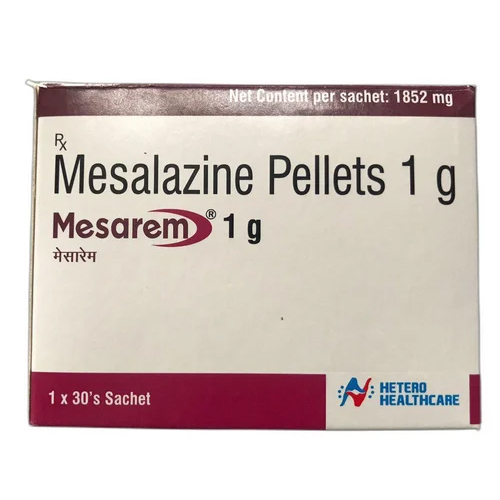 Net Content per sachet: 1852 mg
Rx
Mesalazine Pellets 1 g
Mesarem® 1 g
मेसारेम
1 x 30's Sachet
HETERO
HEALTHCARE